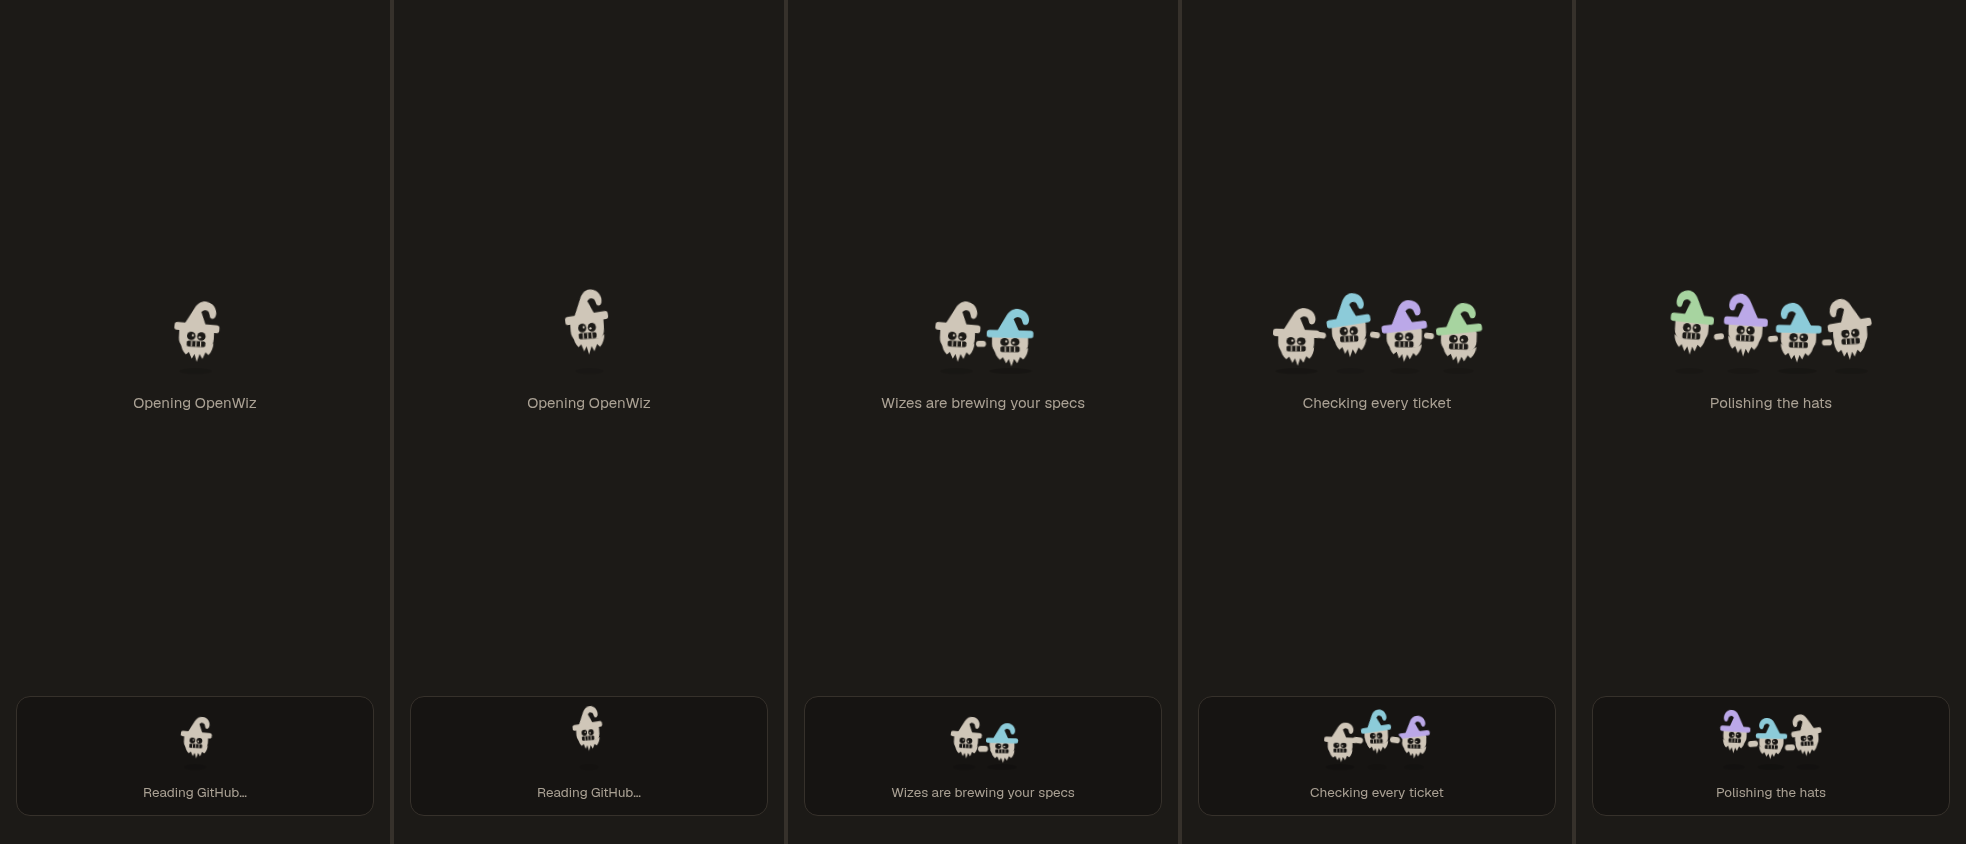 Opening OpenWiz
Opening OpenWiz
Wizes are brewing your specs
Checking every ticket
Polishing the hats
Reading GitHub...
Reading GitHub...
Wizes are brewing your specs
Checking every ticket
Polishing the hats